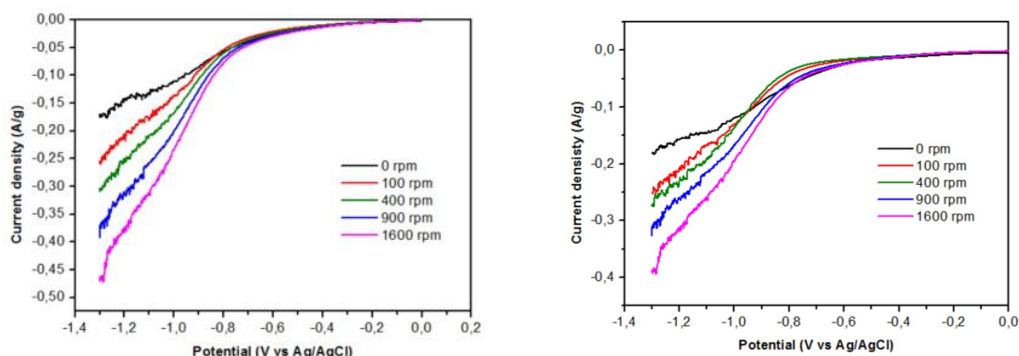 0,00
-0,05
-0,10
-0,15
-0,20
-0,25
-0,30
-0,35
-0,40
-0,45
-0,50
Current density (A/g)
0 rpm
100 rpm
400 rpm
900 rpm
1600 rpm
-1,4 -1,2 -1,0 -0,8 -0,6 -0,4 -0,2 0,0 0,2
Potential (V vs Ag/AgCl)
0,0
-0,1
-0,2
-0,3
-0,4
Current densisty (A/g)
0 rpm
100 rpm
400 rpm
900 rpm
1600 rpm
-1,4 -1,2 -1,0 -0,8 -0,6 -0,4 -0,2 0,0
Potential (V vs Ag/AgCl)